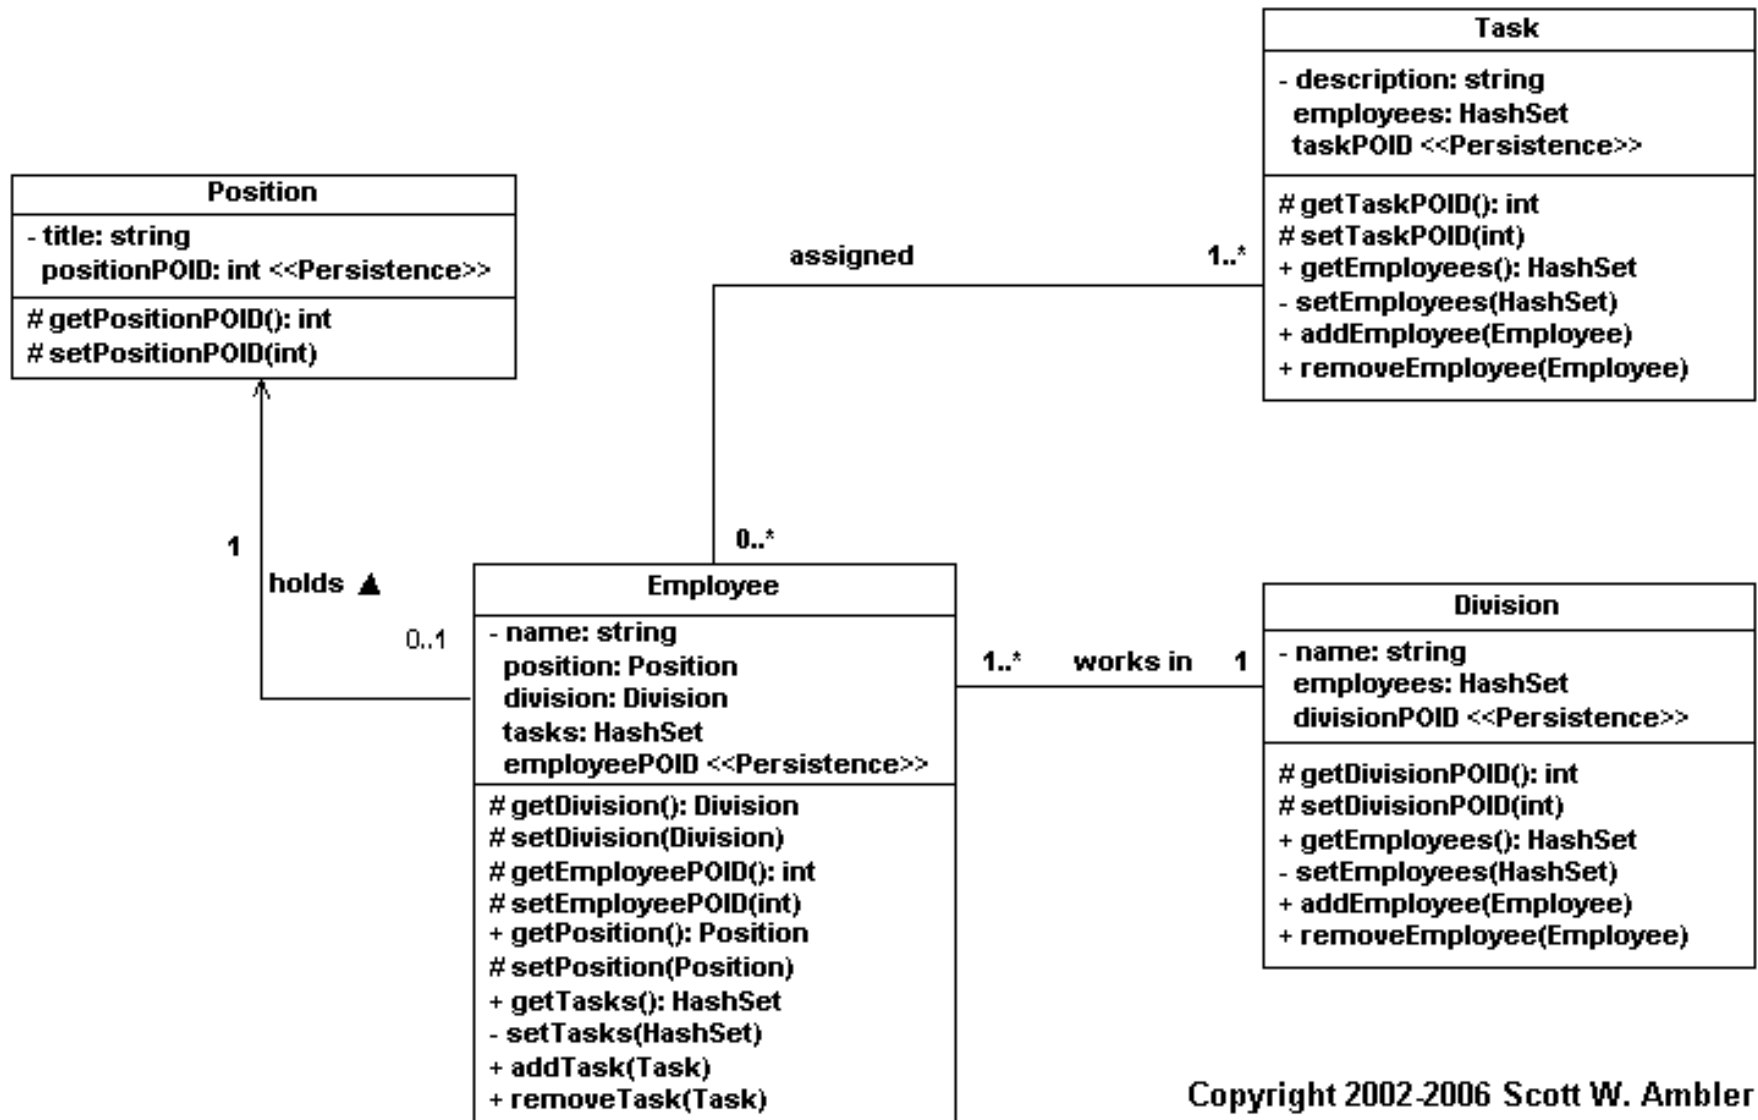 Task
- description: string
employees: HashSet
taskPOID <<Persistence>>
# getTaskPOID(): int
# setTaskPOID(int)
+ getEmployees(): HashSet
- setEmployees(HashSet)
+ addEmployee(Employee)
+ removeEmployee(Employee)
Position
- title: string
positionPOID: int <<Persistence>>
# getPositionPOID(): int
# setPositionPOID(int)
assigned
1..*
0..*
1
holds ▲
0..1
Employee
- name: string
position: Position
division: Division
tasks: HashSet
employeePOID <<Persistence>>
# getDivision(): Division
# setDivision(Division)
# getEmployeePOID(): int
# setEmployeePOID(int)
+ getPosition(): Position
# setPosition(Position)
+ getTasks(): HashSet
- setTasks(HashSet)
+ addTask(Task)
+ removeTask(Task)
1..*
works in
1
Division
- name: string
employees: HashSet
divisionPOID <<Persistence>>
# getDivisionPOID(): int
# setDivisionPOID(int)
+ getEmployees(): HashSet
- setEmployees(HashSet)
+ addEmployee(Employee)
+ removeEmployee(Employee)
Copyright 2002-2006 Scott W. Ambler